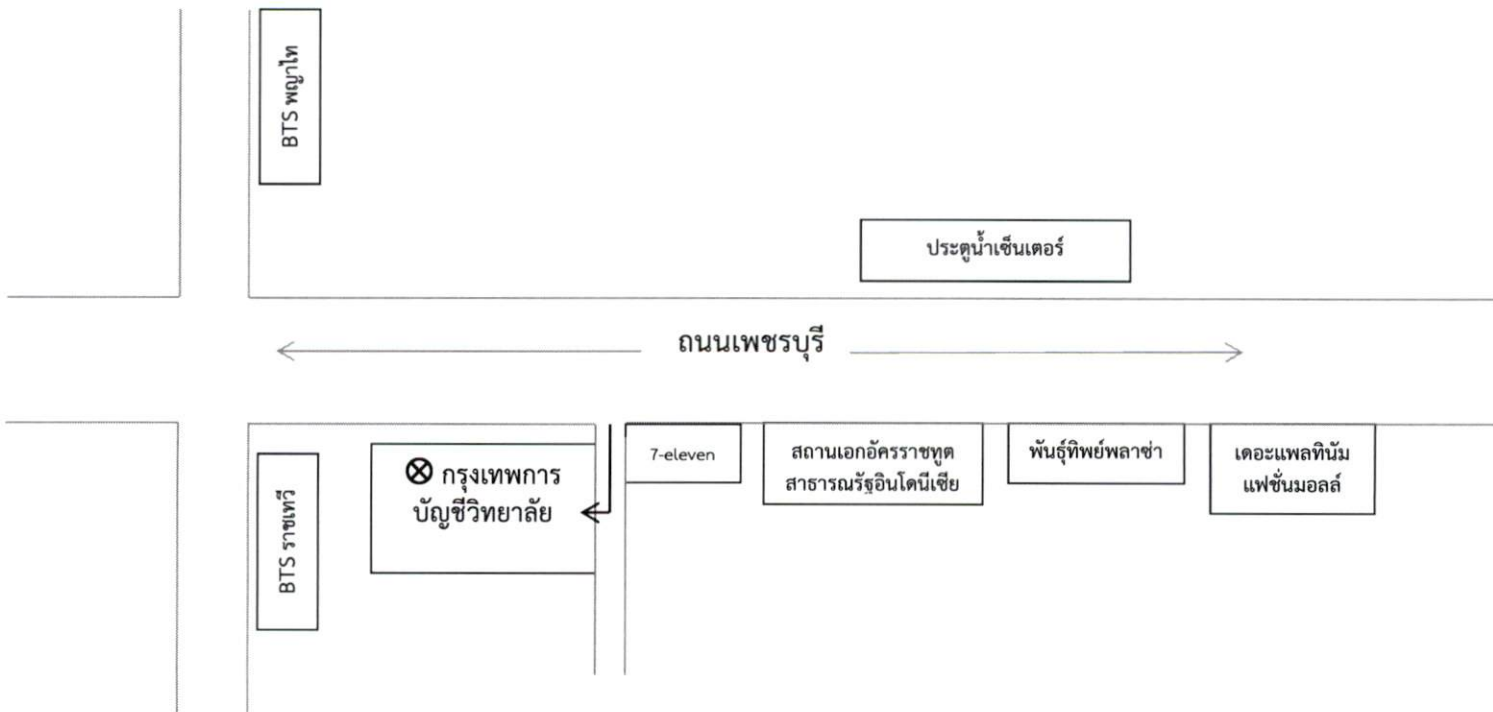 BTS พญาไท
ประตูน้ำเซ็นเตอร์
ถนนเพชรบุรี
BTS ราชเทวี
⊗ กรุงเทพการ
บัญชีวิทยาลัย
7-eleven
สถานเอกอัครราชทูต
สาธารณรัฐอินโดนีเซีย
พันธุ์ทิพย์พลาซ่า
เดอะแพลทินัม
แฟชั่นมอลล์